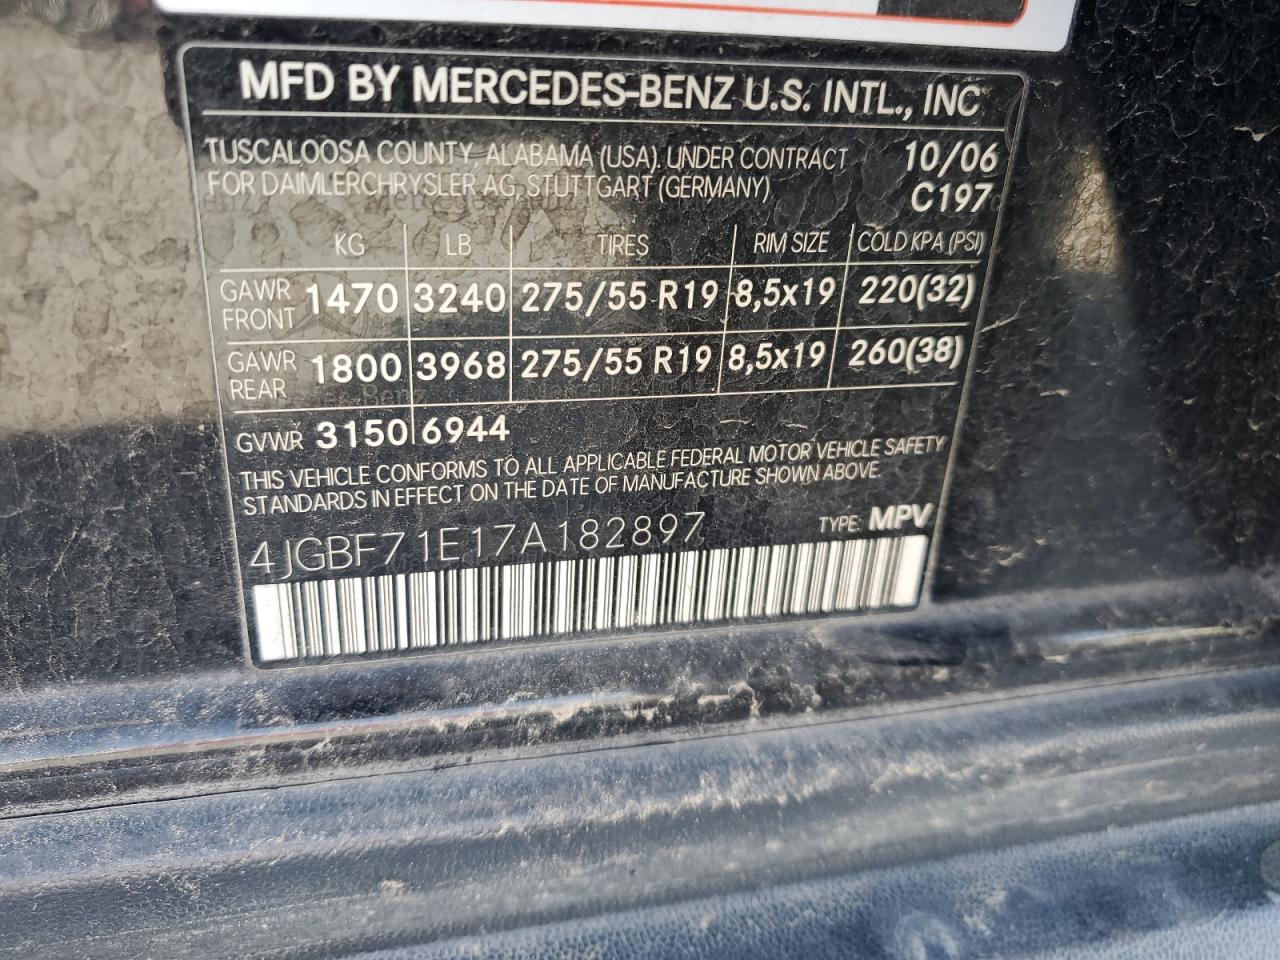 MFD BY MERCEDES-BENZ U.S. INTL., INC
TUSCALOOSA COUNTY, ALABAMA (USA). UNDER CONTRACT 10/06
FOR DAIMLERCHRYSLER AG, STUTTGART (GERMANY) C197
KG LB TIRES RIM SIZE COLD KPA (PSI)
GAWR FRONT 1470 3240 275/55 R19 8,5x19 220(32)
GAWR REAR 1800 3968 275/55 R19 8,5x19 260(38)
GVWR 3150 6944
THIS VEHICLE CONFORMS TO ALL APPLICABLE FEDERAL MOTOR VEHICLE SAFETY
STANDARDS IN EFFECT ON THE DATE OF MANUFACTURE SHOWN ABOVE.
4JGBF71E17A182897 TYPE: MPV